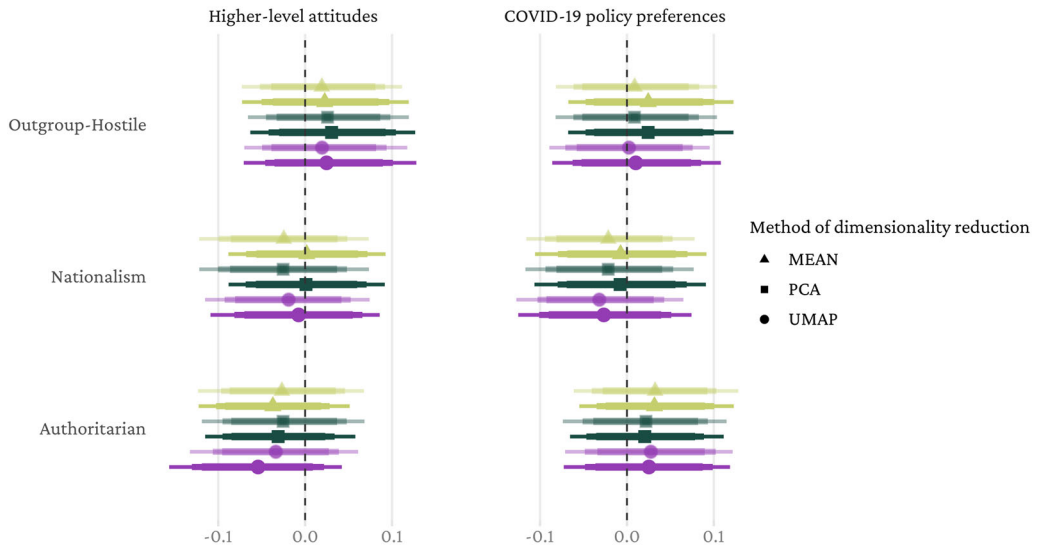 Higher-level attitudes
COVID-19 policy preferences
Outgroup-Hostile
Nationalism
Authoritarian
Method of dimensionality reduction
MEAN
PCA
UMAP
-0.1 0.0 0.1
-0.1 0.0 0.1